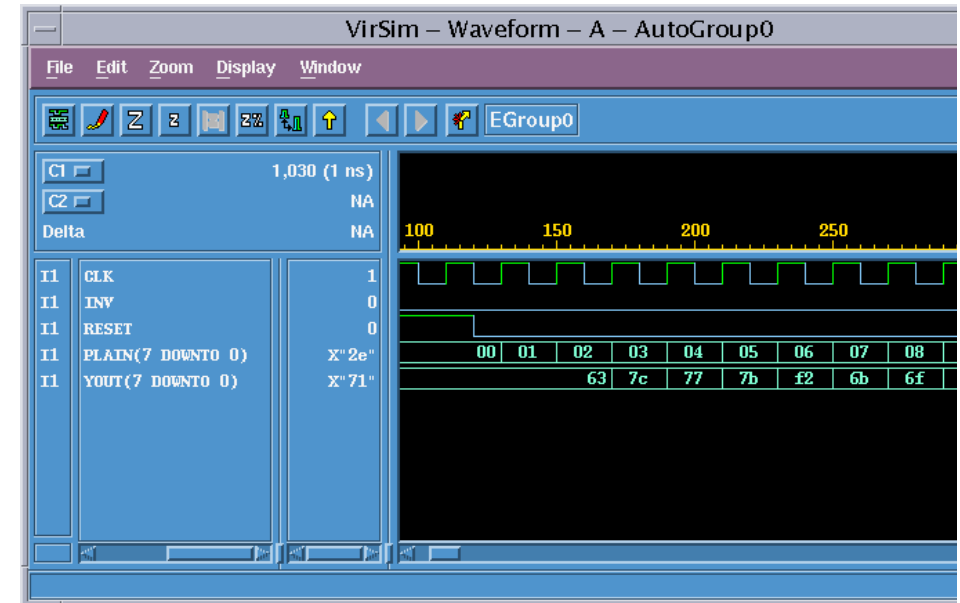 VirSim – Waveform – A – AutoGroup0
File Edit Zoom Display Window
Z z z% EGroup0
C1 1,030 (1 ns)
C2 NA
Delta NA
100 150 200 250
I1 CLK 1
I1 INV 0
I1 RESET 0
I1 PLAIN(7 DOWNTO 0) X"2e" 00 01 02 03 04 05 06 07 08
I1 YOUT(7 DOWNTO 0) X"71" 63 7c 77 7b f2 6b 6f